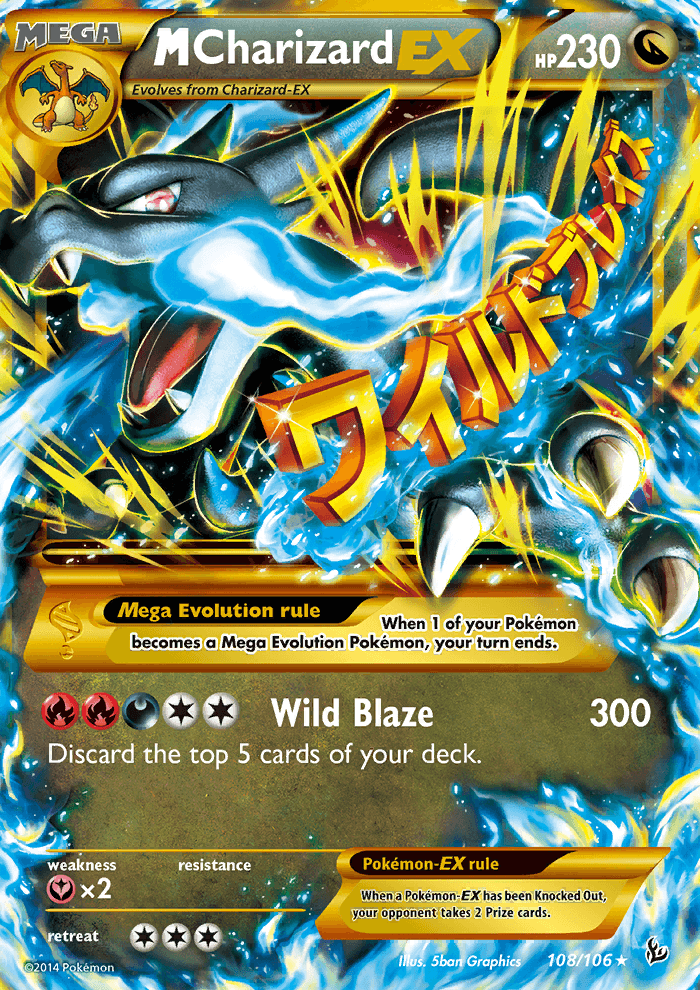 MEGA
M Charizard EX
HP230
Evolves from Charizard-EX
ワイルドブレイズ
Mega Evolution rule
When 1 of your Pokémon
becomes a Mega Evolution Pokémon, your turn ends.
Wild Blaze 300
Discard the top 5 cards of your deck.
weakness resistance
×2
retreat
Pokémon-EX rule
When a Pokémon-EX has been Knocked Out,
your opponent takes 2 Prize cards.
©2014 Pokémon
Illus. 5ban Graphics 108/106 ★